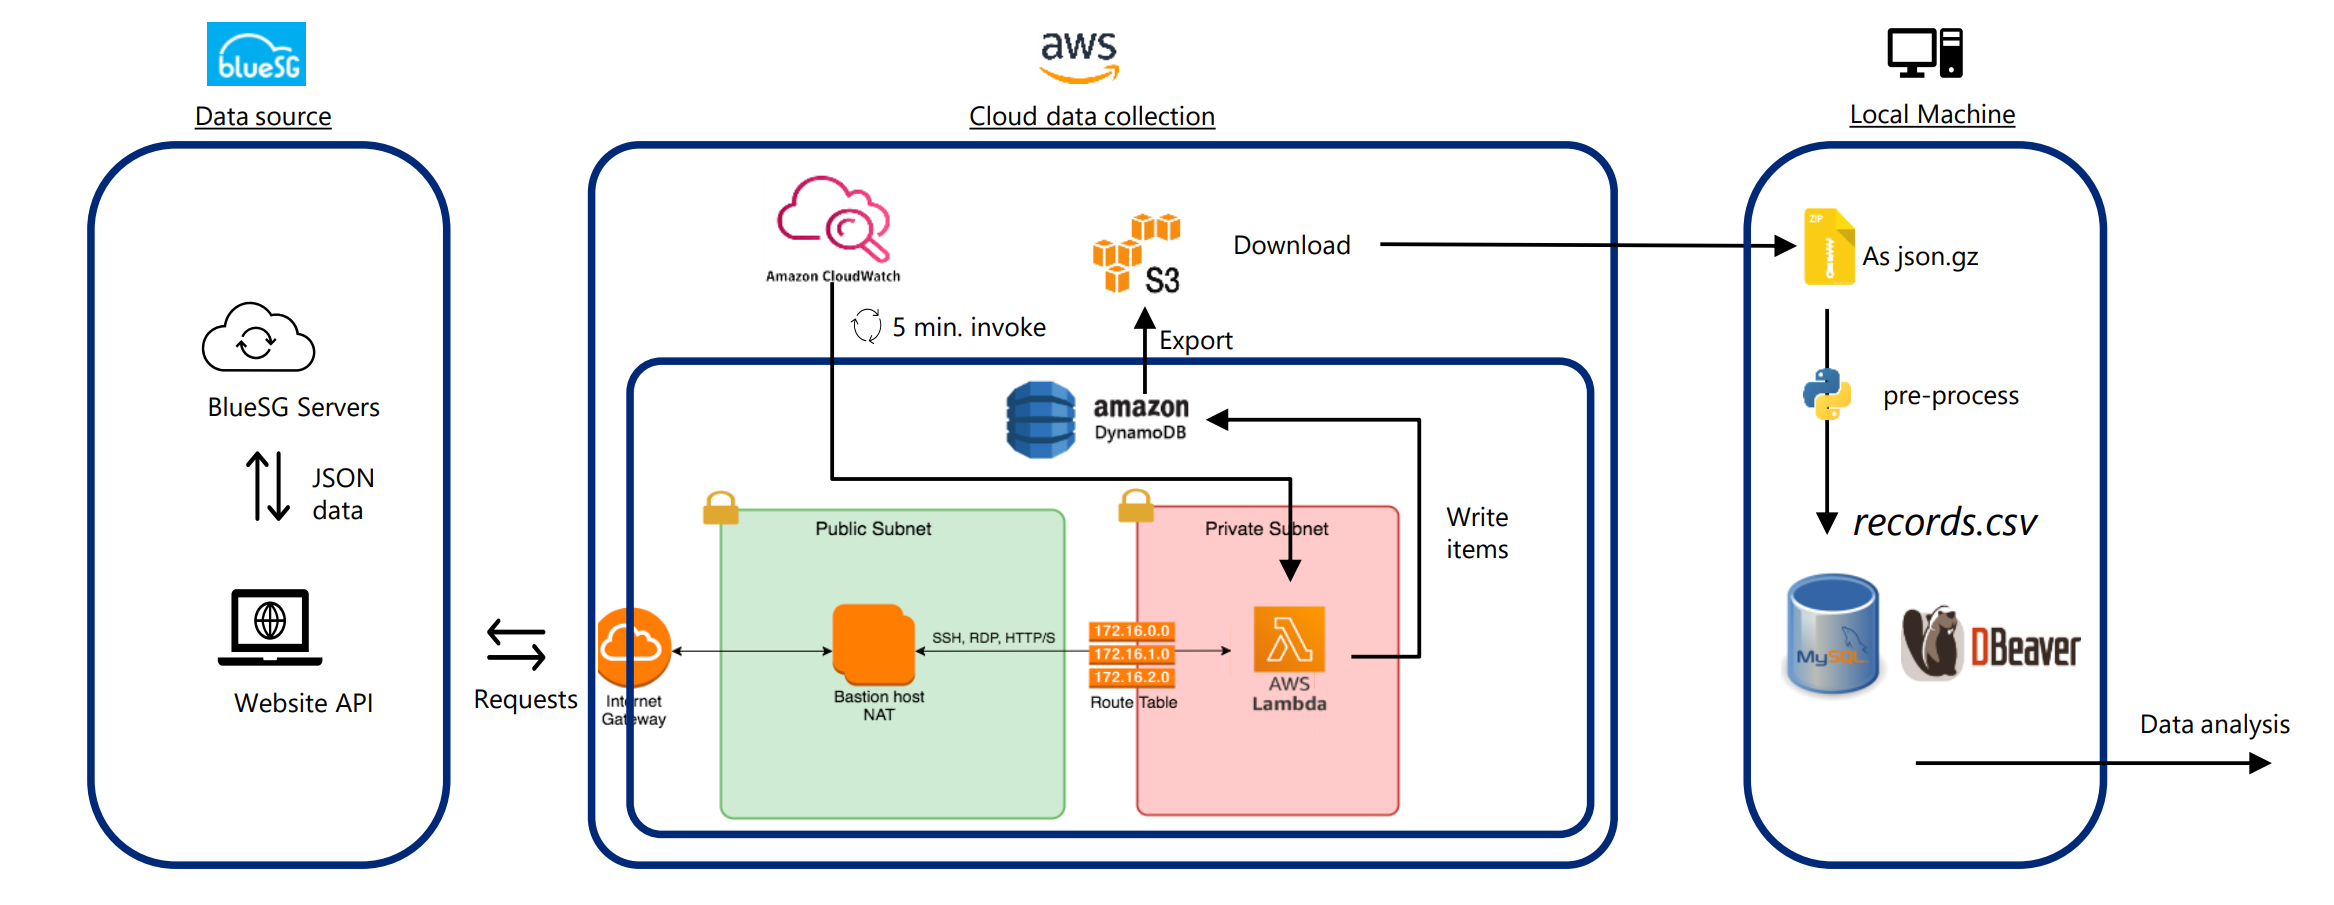 blueSG
Data source
BlueSG Servers
JSON
data
Website API
Requests
aws
Cloud data collection
Amazon CloudWatch
5 min. invoke
S3
Download
Export
amazon
DynamoDB
Public Subnet
Private Subnet
Write
items
Internet
Gateway
Bastion host
NAT
SSH, RDP, HTTP/S
172.16.0.0
172.16.1.0
172.16.2.0
Route Table
AWS
Lambda
Local Machine
ZIP
As json.gz
pre-process
records.csv
MySQL
DBeaver
Data analysis